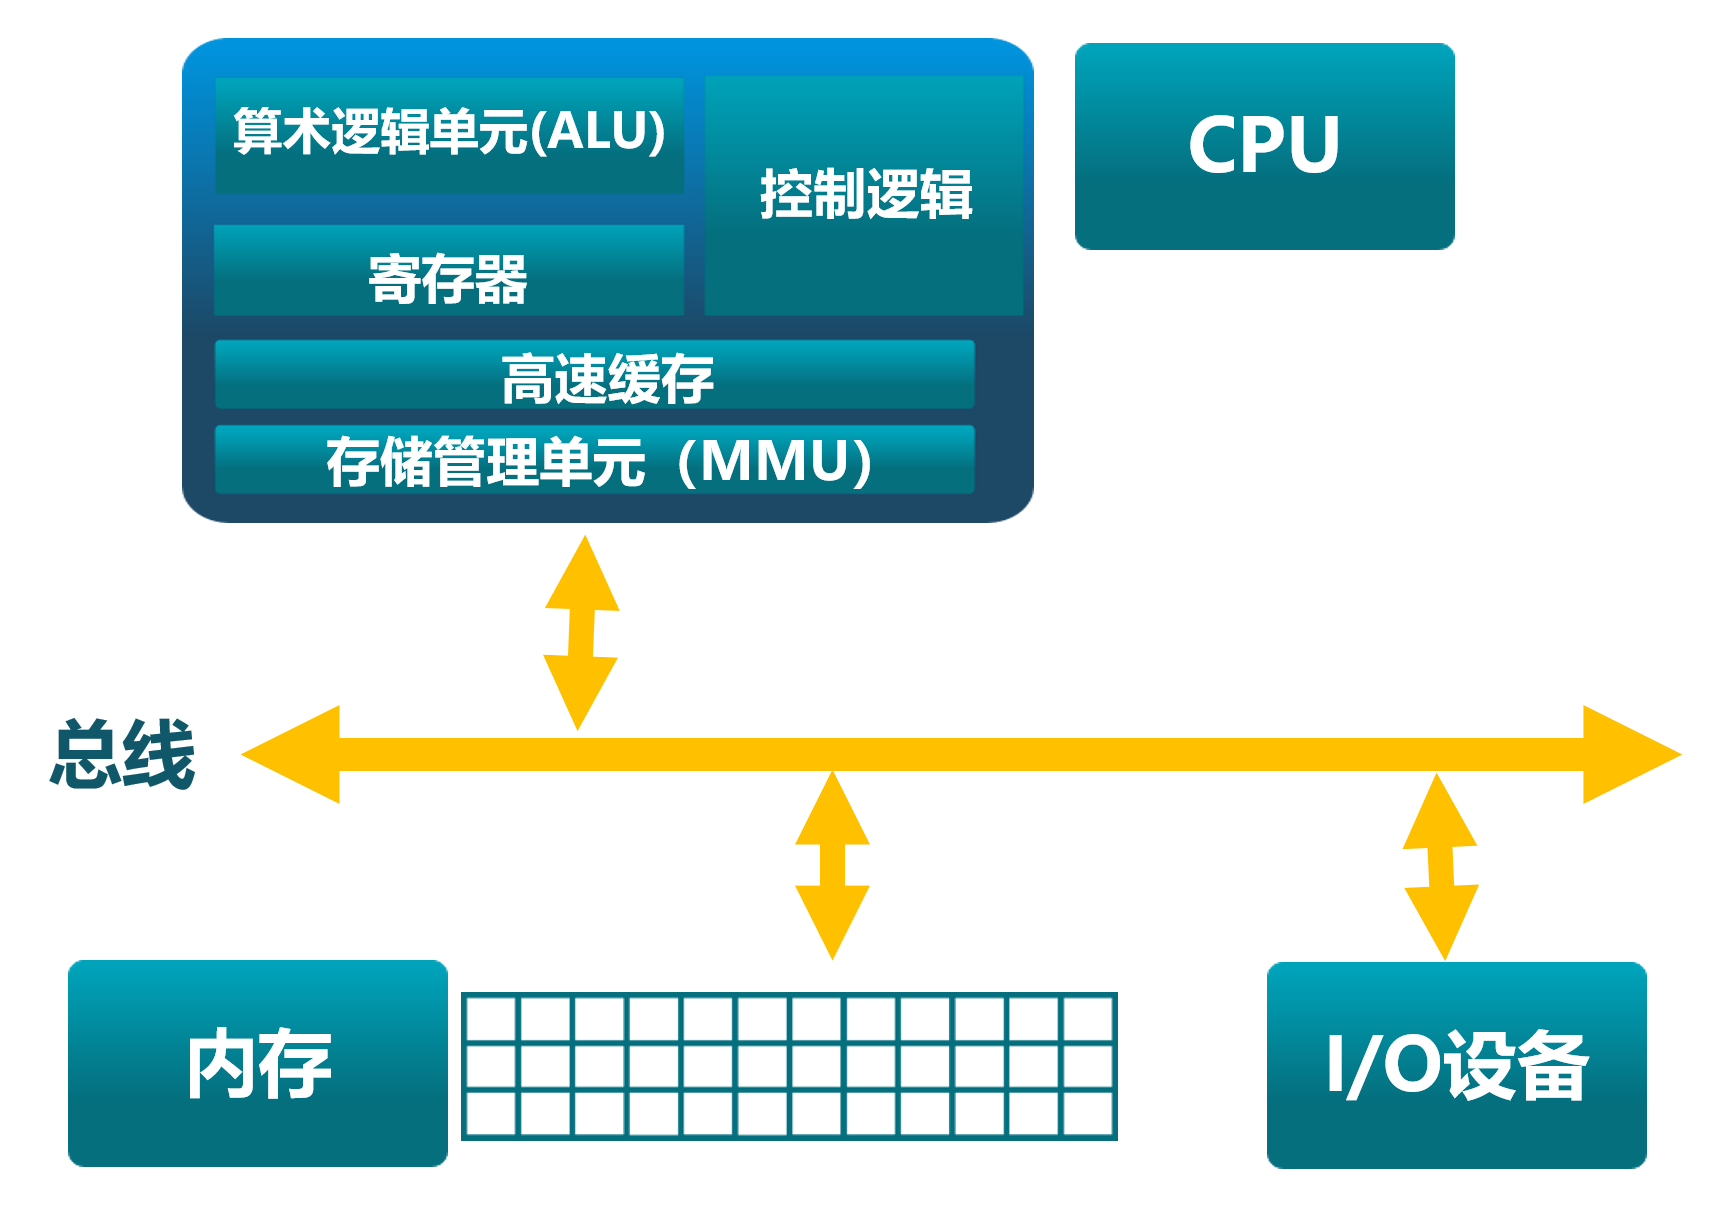 算术逻辑单元(ALU)
控制逻辑
CPU
寄存器
高速缓存
存储管理单元（MMU）
总线
内存
I/O设备